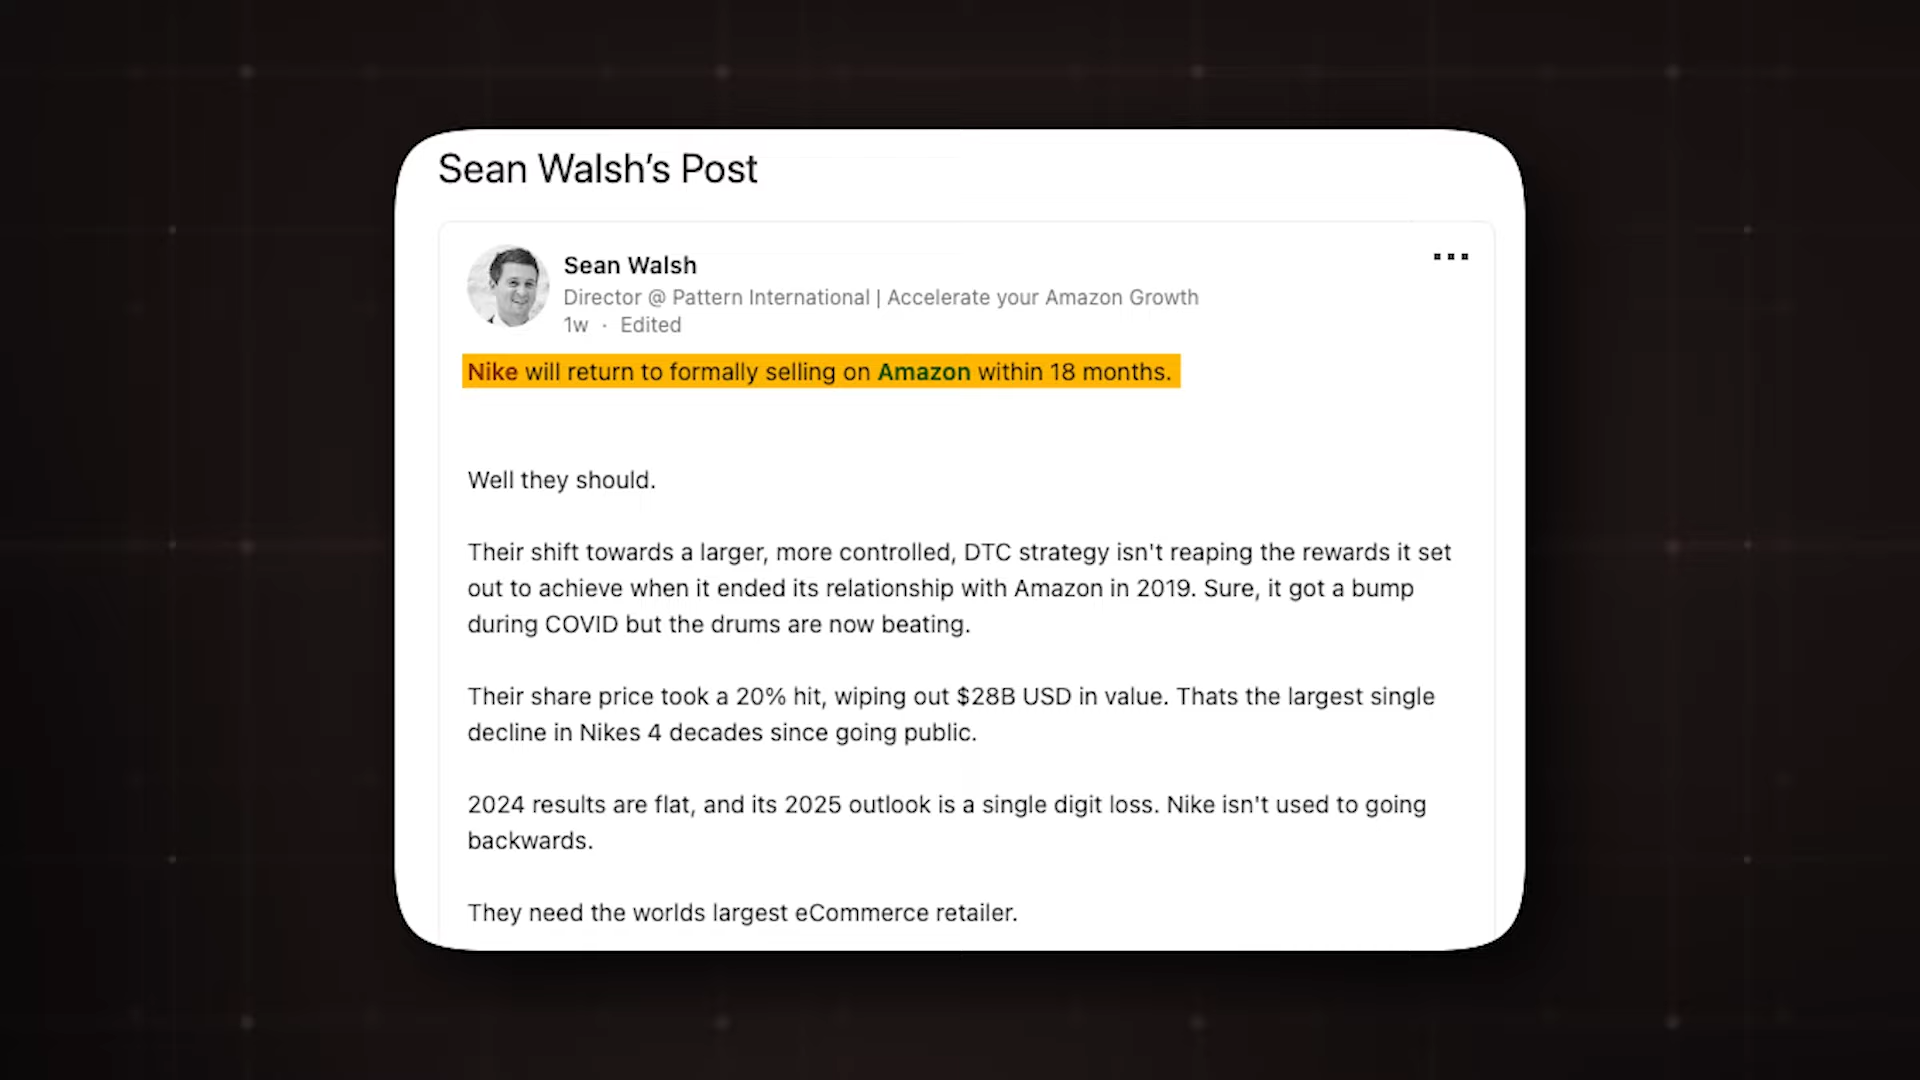 Sean Walsh’s Post
Sean Walsh
Director @ Pattern International | Accelerate your Amazon Growth
1w · Edited
Nike will return to formally selling on Amazon within 18 months.
Well they should.
Their shift towards a larger, more controlled, DTC strategy isn't reaping the rewards it set
out to achieve when it ended its relationship with Amazon in 2019. Sure, it got a bump
during COVID but the drums are now beating.
Their share price took a 20% hit, wiping out $28B USD in value. Thats the largest single
decline in Nikes 4 decades since going public.
2024 results are flat, and its 2025 outlook is a single digit loss. Nike isn't used to going
backwards.
They need the worlds largest eCommerce retailer.